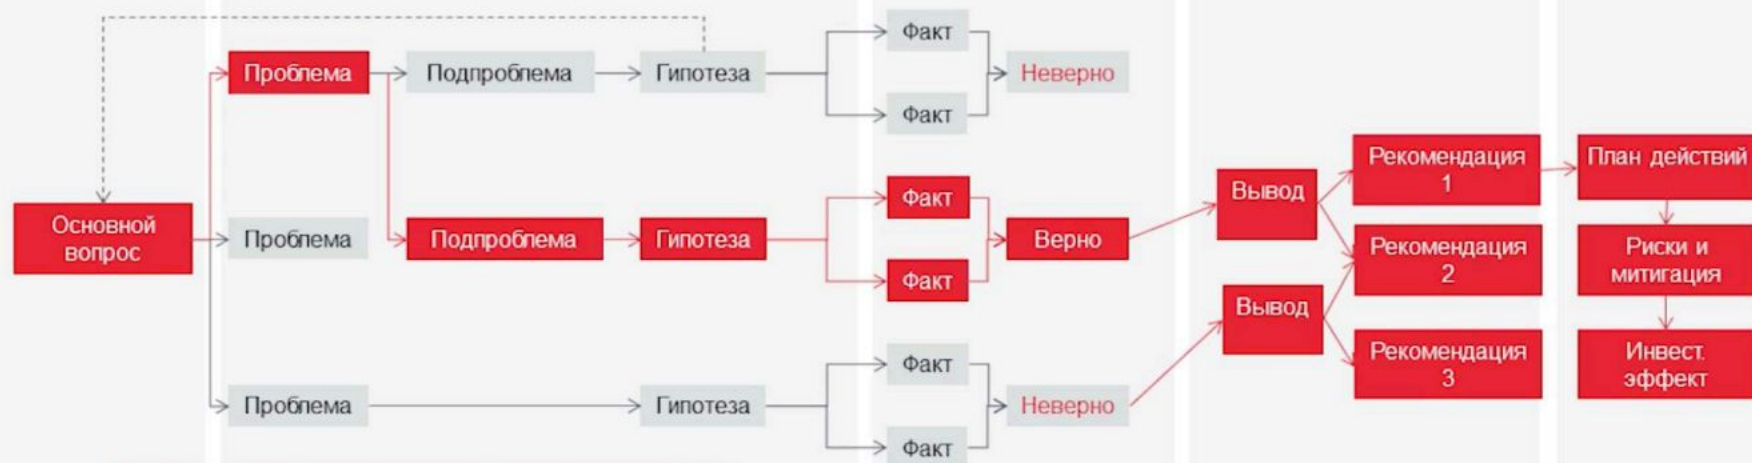 Факт
Проблема
Подпроблема
Гипотеза
Неверно
Факт
Основной
вопрос
Проблема
Подпроблема
Гипотеза
Факт
Факт
Верно
Вывод
Вывод
Рекомендация
1
Рекомендация
2
Рекомендация
3
План действий
Риски и
митигация
Инвест.
эффект
Проблема
Гипотеза
Факт
Факт
Неверно